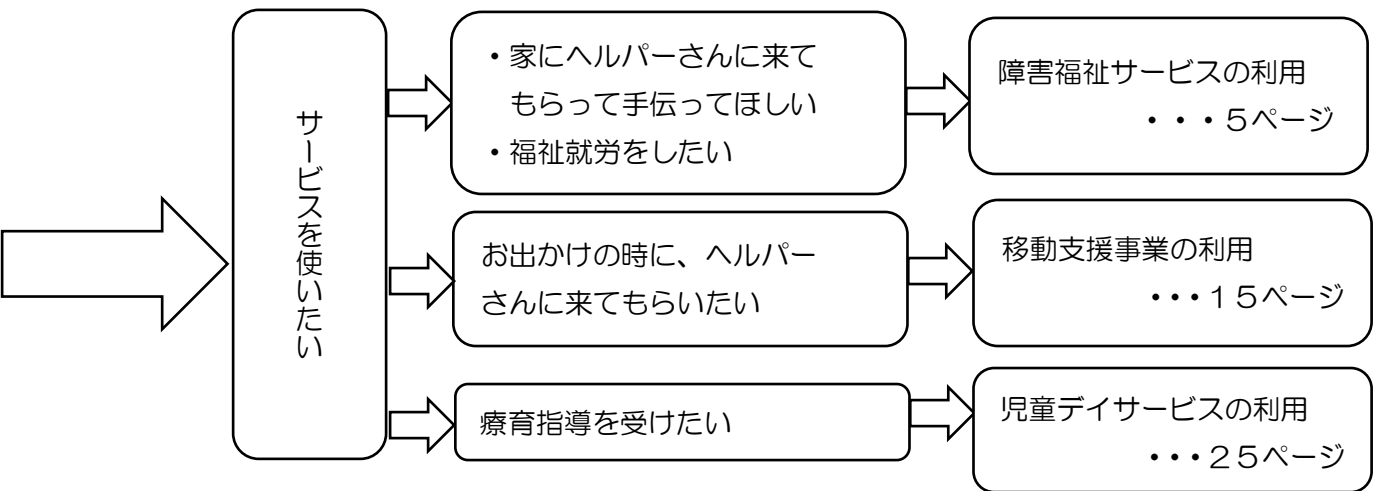 サービスを使いたい
・家にヘルパーさんに来て
もらって手伝ってほしい
・福祉就労をしたい
障害福祉サービスの利用
・・・５ページ
お出かけの時に、ヘルパー
さんに来てもらいたい
移動支援事業の利用
・・・１５ページ
療育指導を受けたい
児童デイサービスの利用
・・・２５ページ